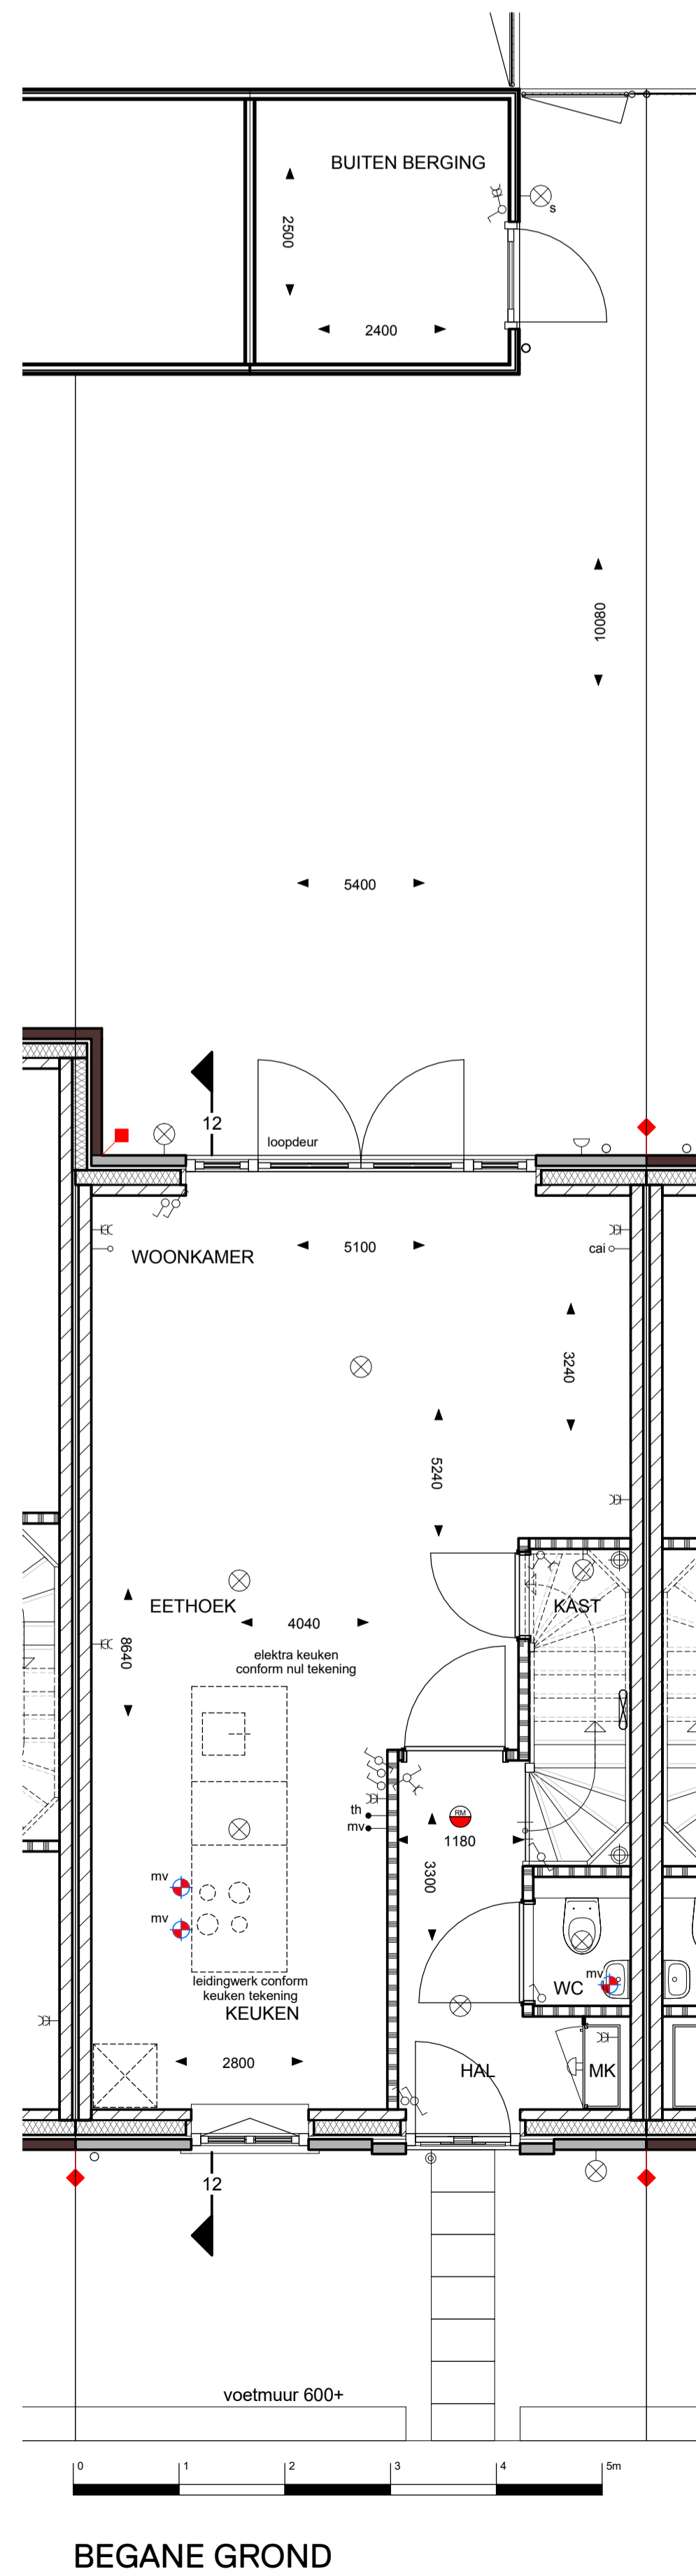 BUITEN BERGING
s
2500
2400
10080
5400
12
loopdeur
WOONKAMER
5100
cai
3240
5240
EETHOEK
KAST
4040
8640
elektra keuken
conform nul tekening
th
RM
mv
1180
3300
mv
mv
leidingwerk conform
keuken tekening
mv
WC
KEUKEN
2800
HAL
MK
12
voetmuur 600+
0 1 2 3 4 5m
BEGANE GROND